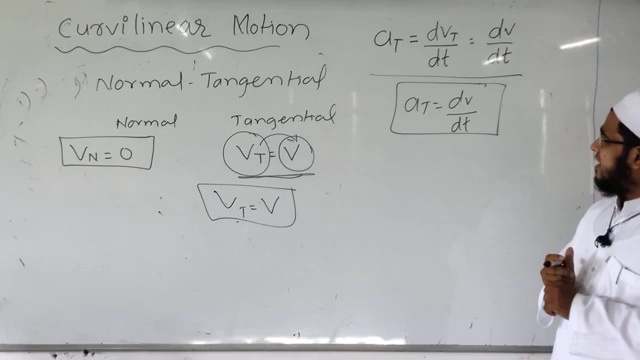 Curvilinear Motion
Normal-Tangential
Normal Tangential
V_N = 0 V_T = V
V_T = V
a_T = dV_T/dt = dv/dt
a_T = dv/dt